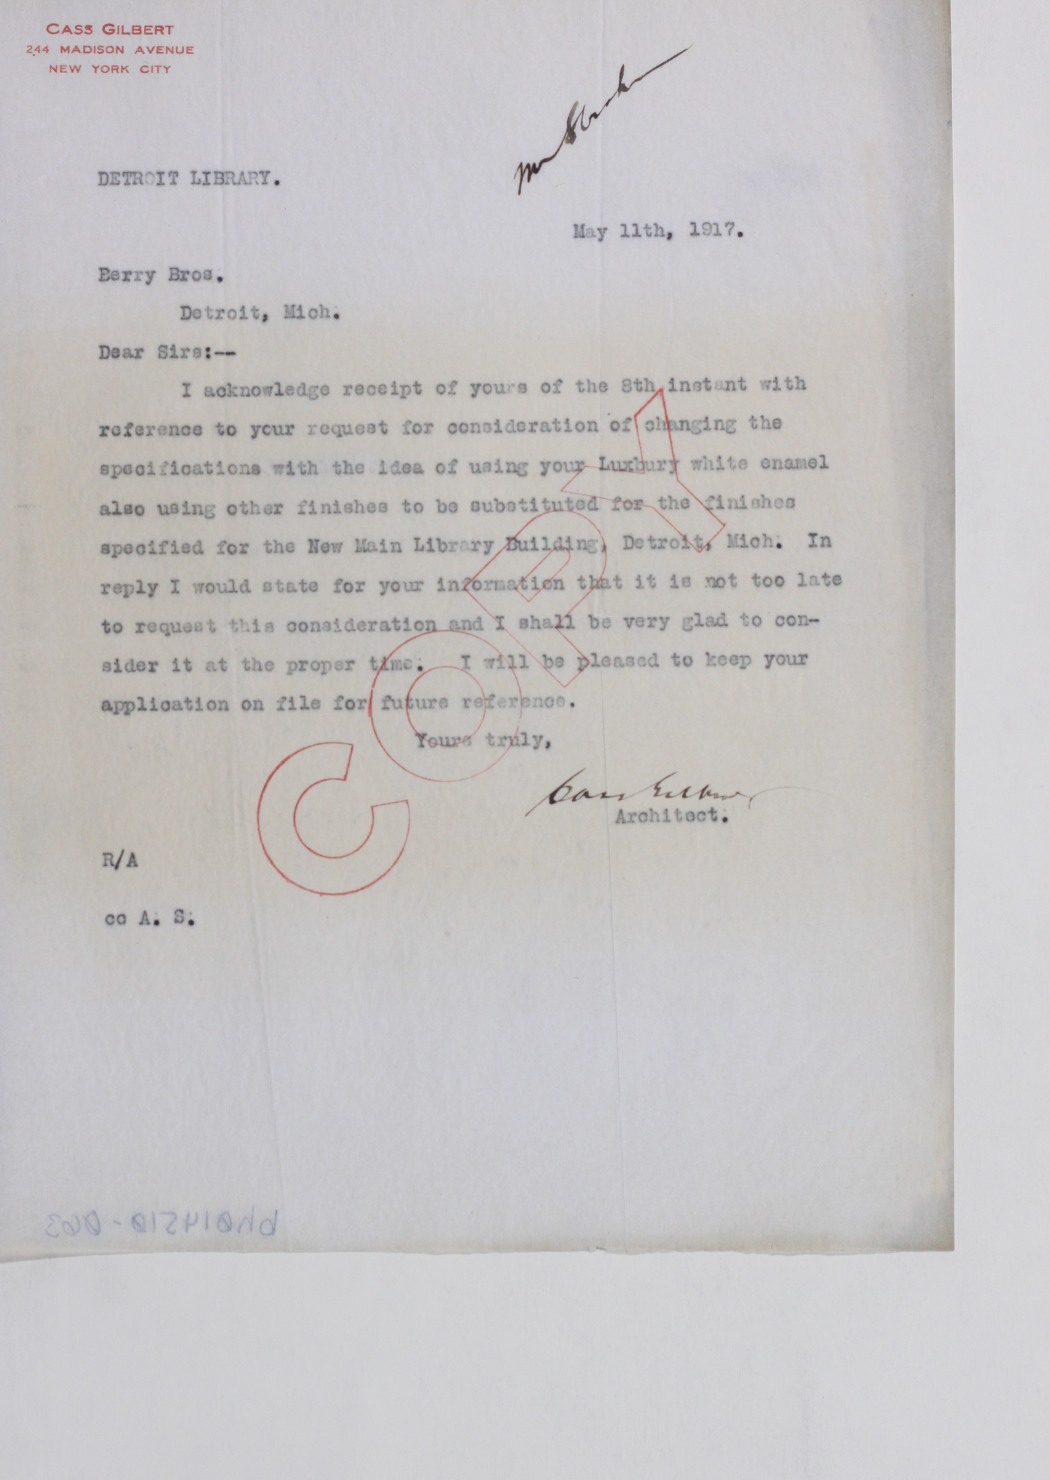 CASS GILBERT
244 MADISON AVENUE
NEW YORK CITY
Mr
DETROIT LIBRARY.
May 11th, 1917.
Berry Bros.
Detroit, Mich.
Dear Sirs:--
I acknowledge receipt of yours of the 8th instant with
reference to your request for consideration of changing the
specifications with the idea of using your Luxbury white enamel
also using other finishes to be substituted for the finishes
specified for the New Main Library Building, Detroit, Mich. In
reply I would state for your information that it is not too late
to request this consideration and I shall be very glad to con-
sider it at the proper time. I will be pleased to keep your
application on file for future reference.
Yours truly,
Cass Gilbert
Architect.
R/A
cc A. S.
COPY